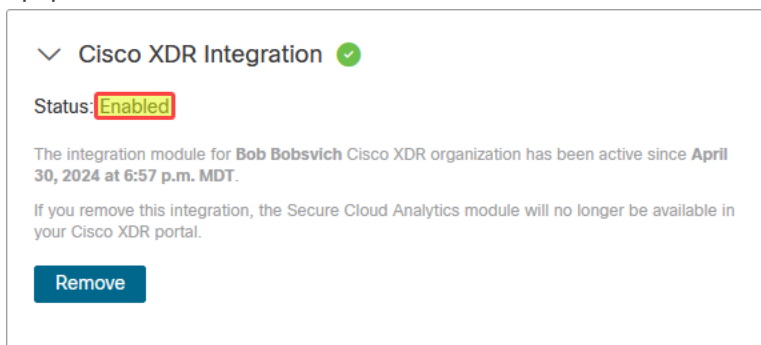 Cisco XDR Integration
Status: Enabled
The integration module for Bob Bobsvich Cisco XDR organization has been active since April
30, 2024 at 6:57 p.m. MDT.
If you remove this integration, the Secure Cloud Analytics module will no longer be available in
your Cisco XDR portal.
Remove